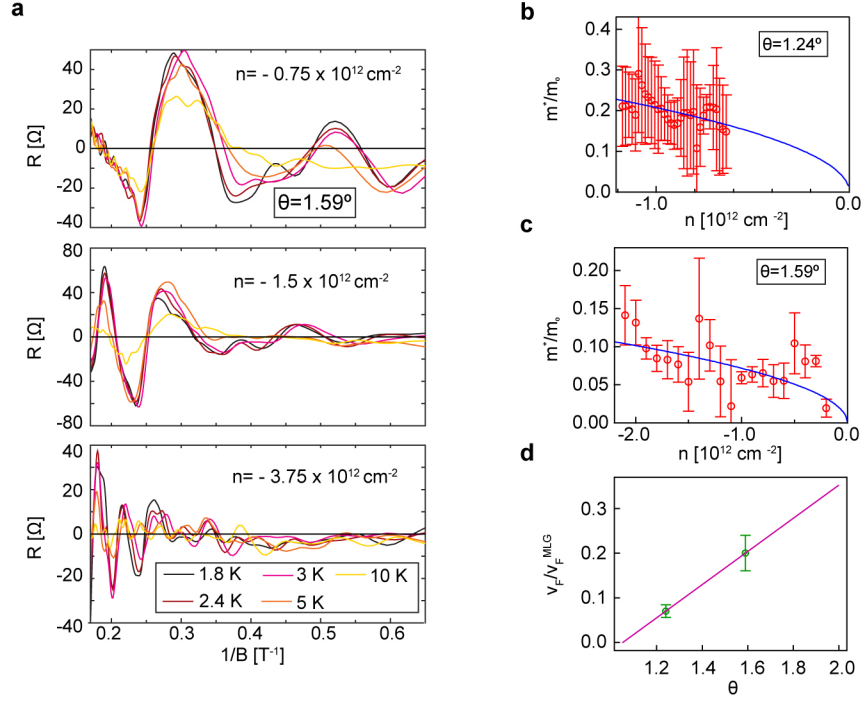 a
R [Ω]
40
20
0
-20
-40
n= - 0.75 x 10¹² cm⁻²
θ=1.59º
R [Ω]
80
40
0
-40
-80
n= - 1.5 x 10¹² cm⁻²
R [Ω]
40
20
0
-20
-40
n= - 3.75 x 10¹² cm⁻²
1.8 K
3 K
10 K
2.4 K
5 K
0.2 0.3 0.4 0.5 0.6
1/B [T⁻¹]
b
m*/mₒ
0.4
0.3
0.2
0.1
0.0
θ=1.24º
-1.0 0.0
n [10¹² cm ⁻²]
c
m*/mₒ
0.20
0.15
0.10
0.05
0.00
θ=1.59º
-2.0 -1.0 0.0
n [10¹² cm ⁻²]
d
v_F/v_F^MLG
0.3
0.2
0.1
0.0
1.2 1.4 1.6 1.8 2.0
θ